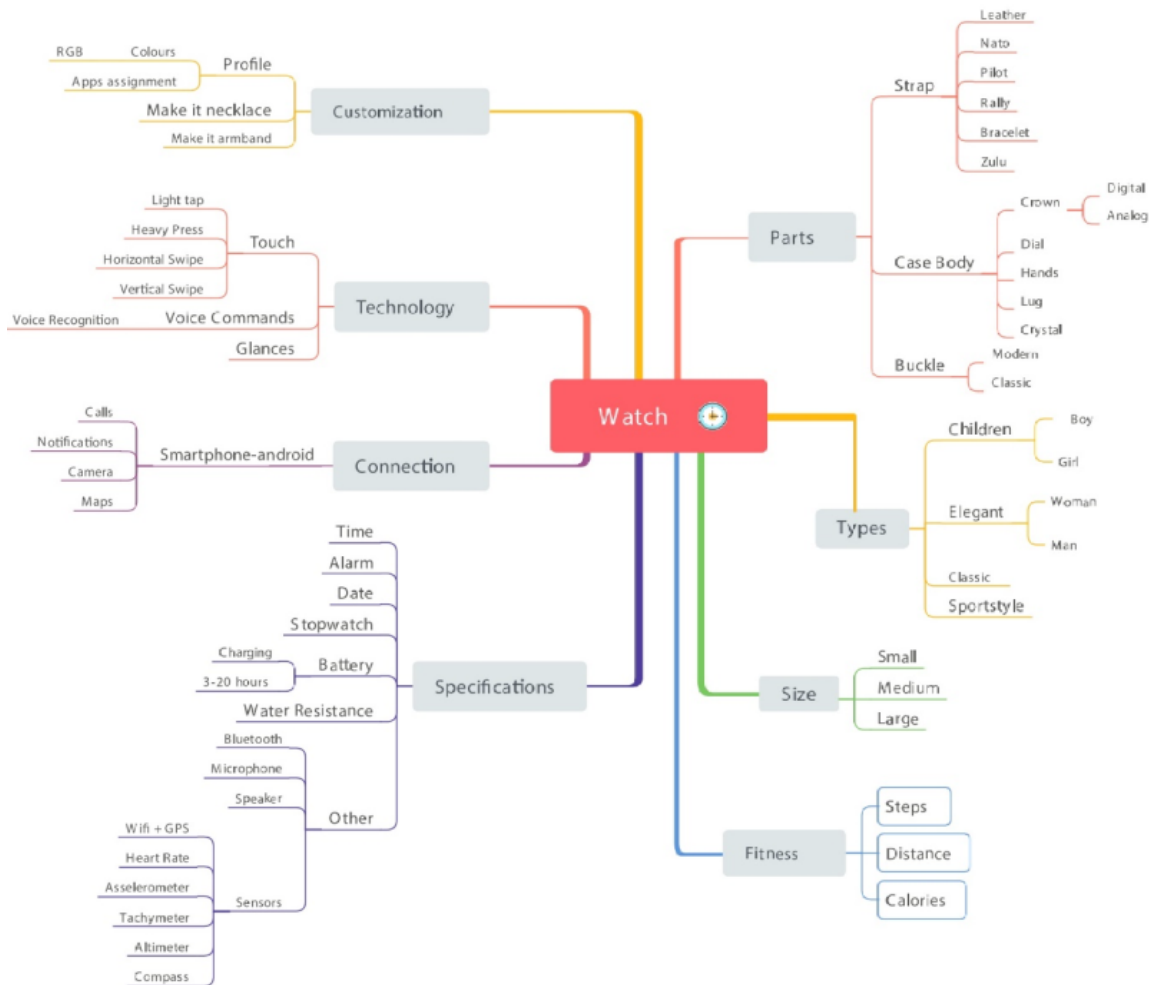 Watch
Customization
Profile
Colours
RGB
Apps assignment
Make it necklace
Make it armband
Technology
Touch
Light tap
Heavy Press
Horizontal Swipe
Vertical Swipe
Voice Commands
Voice Recognition
Glances
Connection
Smartphone-android
Calls
Notifications
Camera
Maps
Specifications
Time
Alarm
Date
Stopwatch
Battery
Charging
3-20 hours
Water Resistance
Other
Bluetooth
Microphone
Speaker
Sensors
Wifi + GPS
Heart Rate
Asselerometer
Tachymeter
Altimeter
Compass
Parts
Strap
Leather
Nato
Pilot
Rally
Bracelet
Zulu
Case Body
Crown
Digital
Analog
Dial
Hands
Lug
Crystal
Buckle
Modern
Classic
Types
Children
Boy
Girl
Elegant
Woman
Man
Classic
Sportstyle
Size
Small
Medium
Large
Fitness
Steps
Distance
Calories